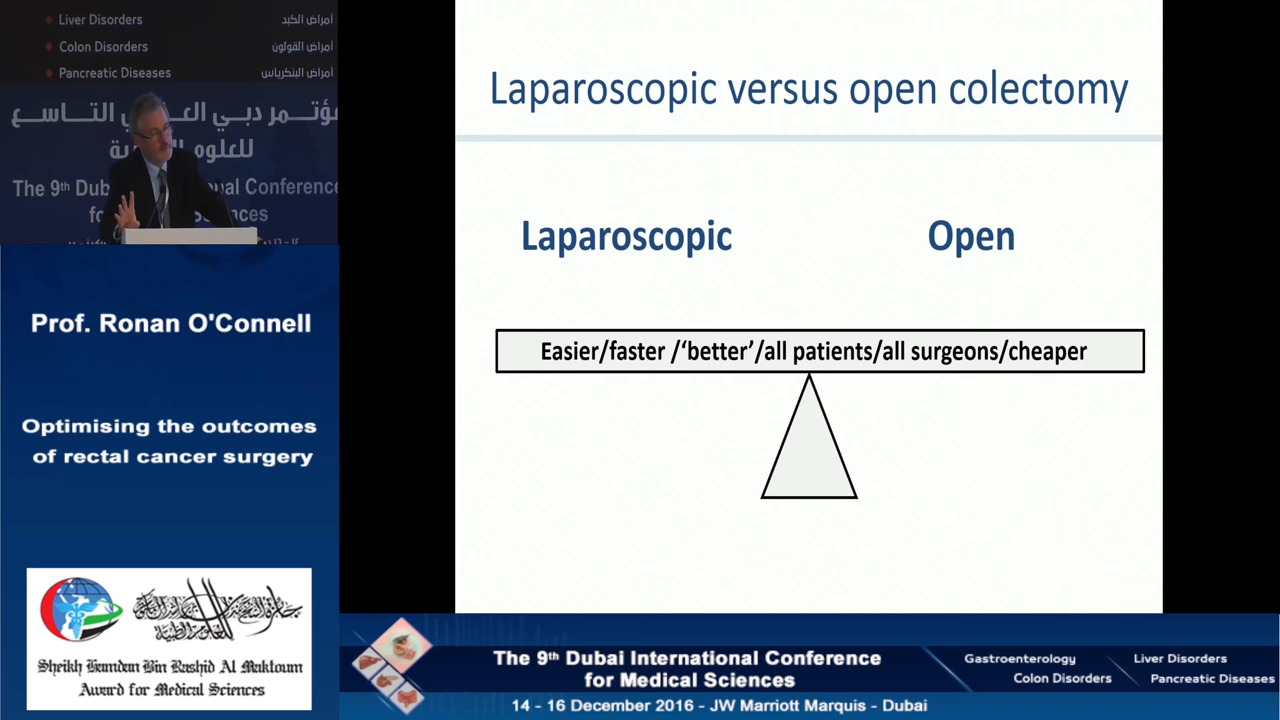 Liver Disorders
أمراض الكبد
Colon Disorders
أمراض القولون
Pancreatic Diseases
أمراض البنكرياس
التـــاســـع
للعلوم
The 9th
Conference
Prof. Ronan O'Connell
Optimising the outcomes
of rectal cancer surgery
Sheikh Hamdan Bin Rashid Al Maktoum
Award for Medical Sciences
Laparoscopic versus open colectomy
Laparoscopic
Open
Easier/faster /‘better’/all patients/all surgeons/cheaper
The 9th Dubai International Conference
for Medical Sciences
14 - 16 December 2016 - JW Marriott Marquis - Dubai
Gastroenterology
Liver Disorders
Colon Disorders
Pancreatic Diseases